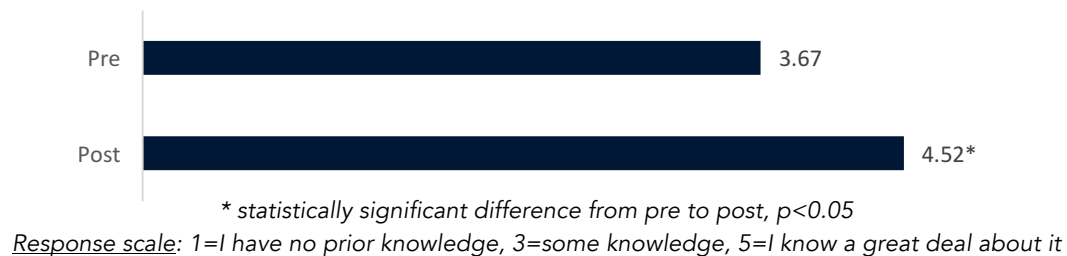 Pre 3.67
Post 4.52*
* statistically significant difference from pre to post, p<0.05
Response scale: 1=I have no prior knowledge, 3=some knowledge, 5=I know a great deal about it